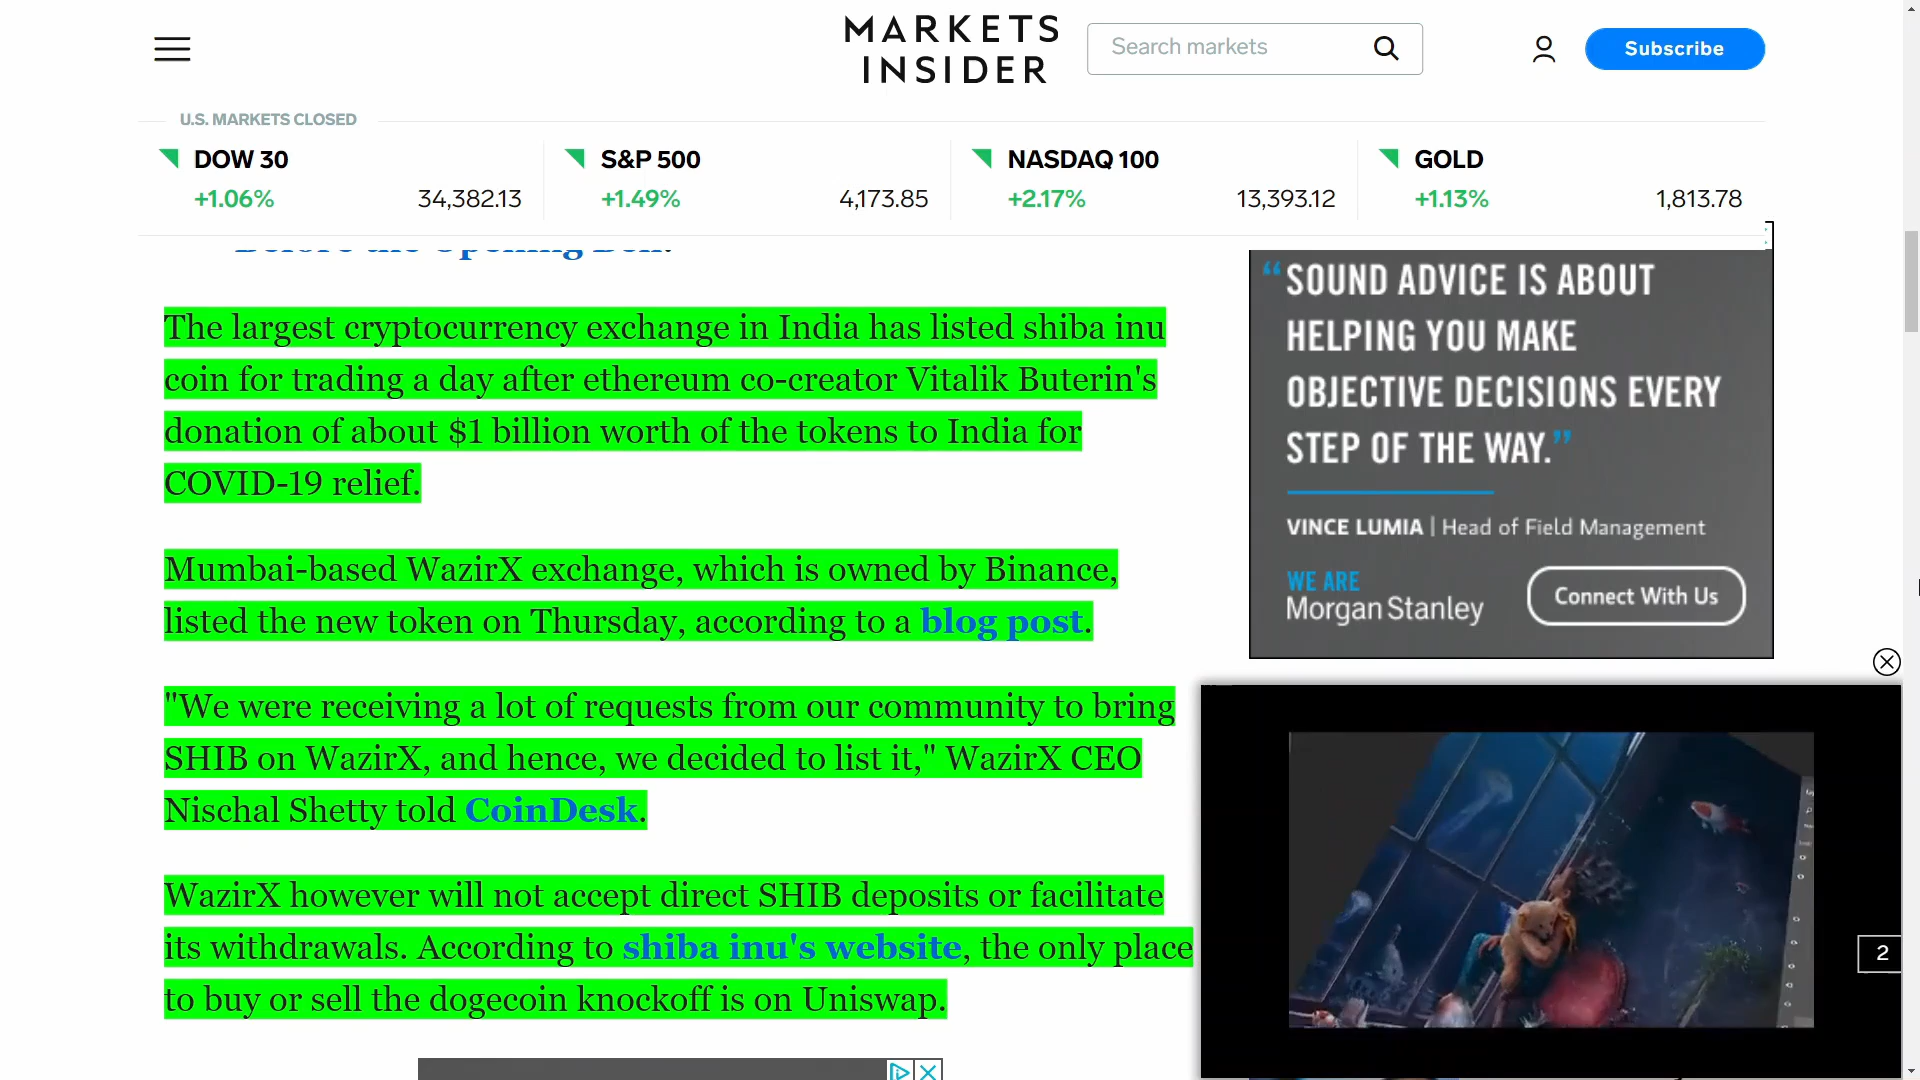 MARKETS
INSIDER
Search markets
Subscribe
U.S. MARKETS CLOSED
DOW 30
+1.06% 34,382.13
S&P 500
+1.49% 4,173.85
NASDAQ 100
+2.17% 13,393.12
GOLD
+1.13% 1,813.78
The largest cryptocurrency exchange in India has listed shiba inu
coin for trading a day after ethereum co-creator Vitalik Buterin's
donation of about $1 billion worth of the tokens to India for
COVID-19 relief.
Mumbai-based WazirX exchange, which is owned by Binance,
listed the new token on Thursday, according to a blog post.
"We were receiving a lot of requests from our community to bring
SHIB on WazirX, and hence, we decided to list it," WazirX CEO
Nischal Shetty told CoinDesk.
WazirX however will not accept direct SHIB deposits or facilitate
its withdrawals. According to shiba inu's website, the only place
to buy or sell the dogecoin knockoff is on Uniswap.
“SOUND ADVICE IS ABOUT
HELPING YOU MAKE
OBJECTIVE DECISIONS EVERY
STEP OF THE WAY.”
VINCE LUMIA | Head of Field Management
WE ARE
Morgan Stanley
Connect With Us
2